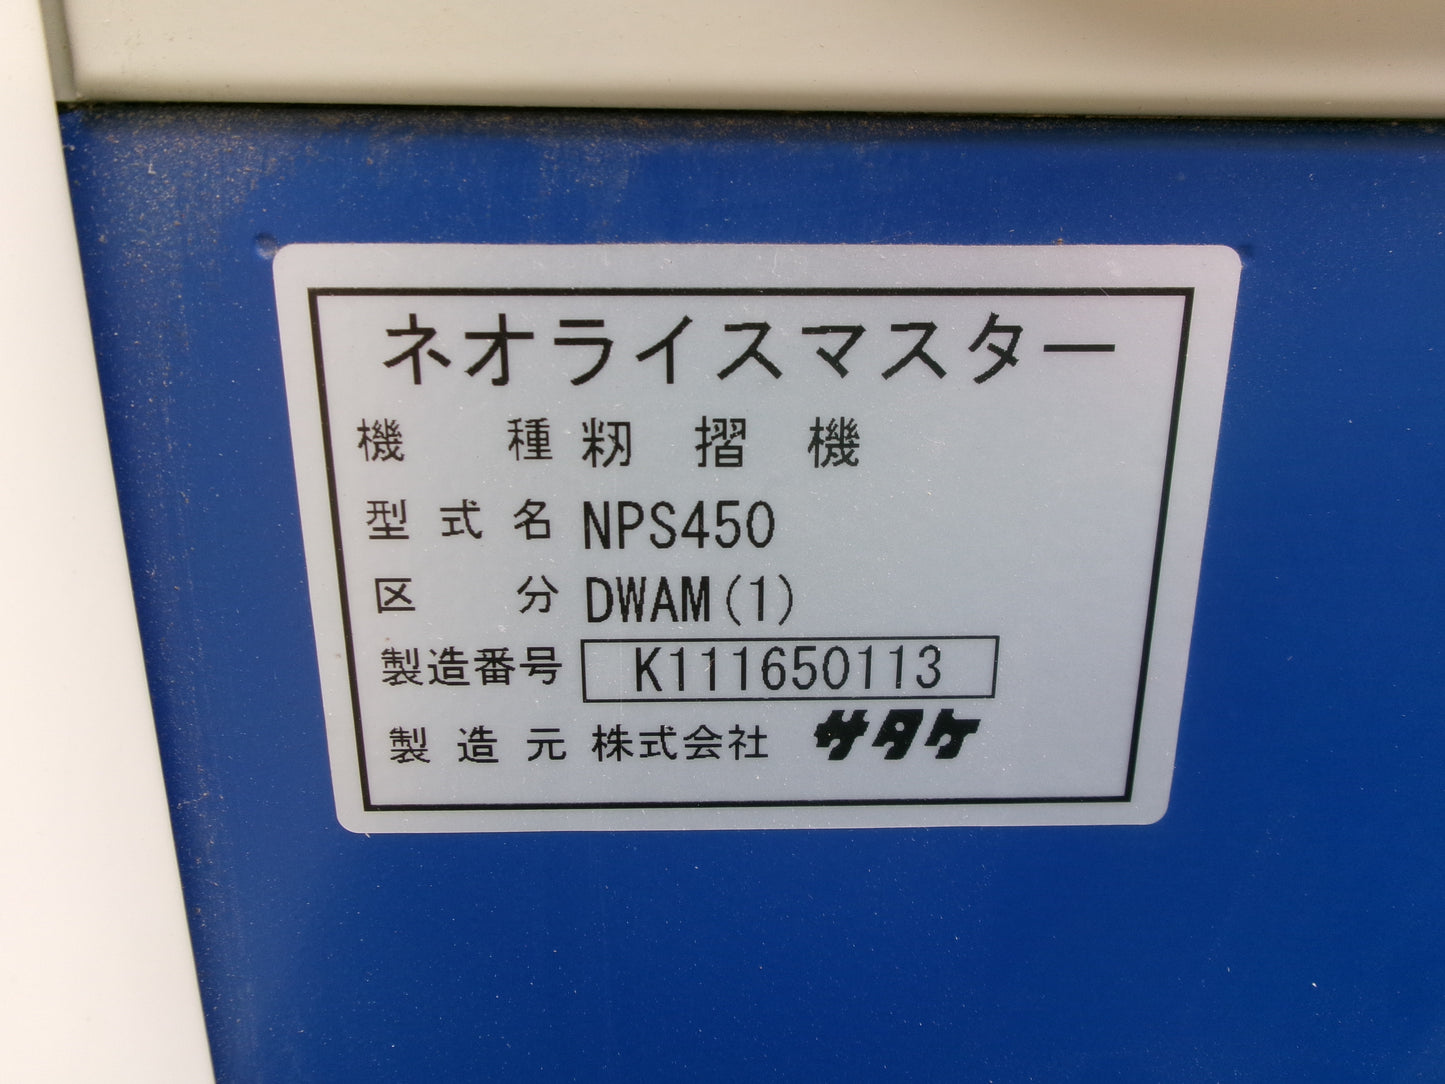 ネオライスマスター
機種 籾摺機
型式名 NPS450
区分 DWAM(1)
製造番号 K111650113
製造元 株式会社 サタケ